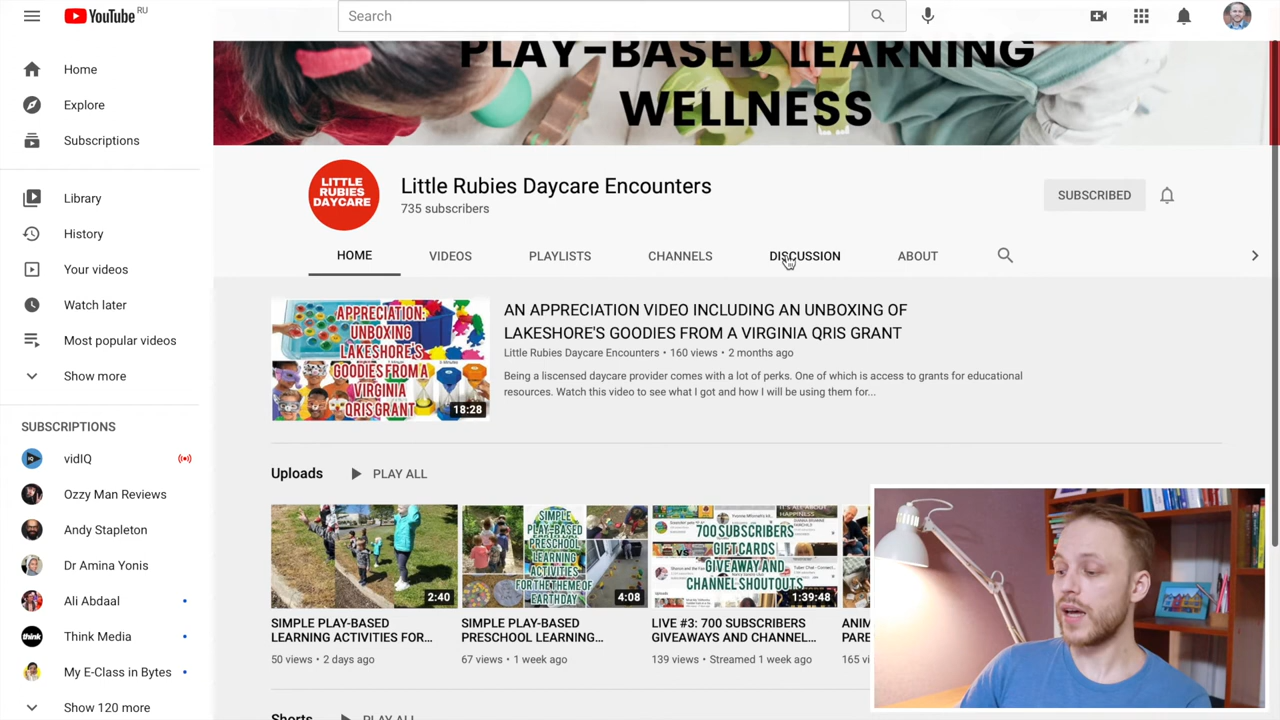 YouTube RU
Search
Home
Explore
Subscriptions
Library
History
Your videos
Watch later
Most popular videos
Show more
SUBSCRIPTIONS
vidIQ
Ozzy Man Reviews
Andy Stapleton
Dr Amina Yonis
Ali Abdaal
think
Think Media
My E-Class in Bytes
Show 120 more
PLAY-BASED LEARNING
WELLNESS
LITTLE
RUBIES
DAYCARE
Little Rubies Daycare Encounters
735 subscribers
SUBSCRIBED
HOME VIDEOS PLAYLISTS CHANNELS DISCUSSION ABOUT
APPRECIATION:
UNBOXING
LAKESHORE'S
GOODIES FROM A
VIRGINIA
QRIS GRANT
18:28
AN APPRECIATION VIDEO INCLUDING AN UNBOXING OF
LAKESHORE'S GOODIES FROM A VIRGINIA QRIS GRANT
Little Rubies Daycare Encounters • 160 views • 2 months ago
Being a liscensed daycare provider comes with a lot of perks. One of which is access to grants for educational
resources. Watch this video to see what I got and how I will be using them for...
Uploads PLAY ALL
2:40
SIMPLE PLAY-BASED
LEARNING ACTIVITIES FOR...
50 views • 2 days ago
SIMPLE
PLAY-BASED
PRESCHOOL
LEARNING
ACTIVITIES
FOR THE THEME OF
EARTHDAY
4:08
SIMPLE PLAY-BASED
PRESCHOOL LEARNING...
67 views • 1 week ago
700 SUBSCRIBERS
GIFT CARDS
GIVEAWAY AND
CHANNEL SHOUTOUTS
1:39:48
LIVE #3: 700 SUBSCRIBERS
GIVEAWAYS AND CHANNEL...
139 views • Streamed 1 week ago
ANIM
PARE
165 vi
Shorts PLAY ALL